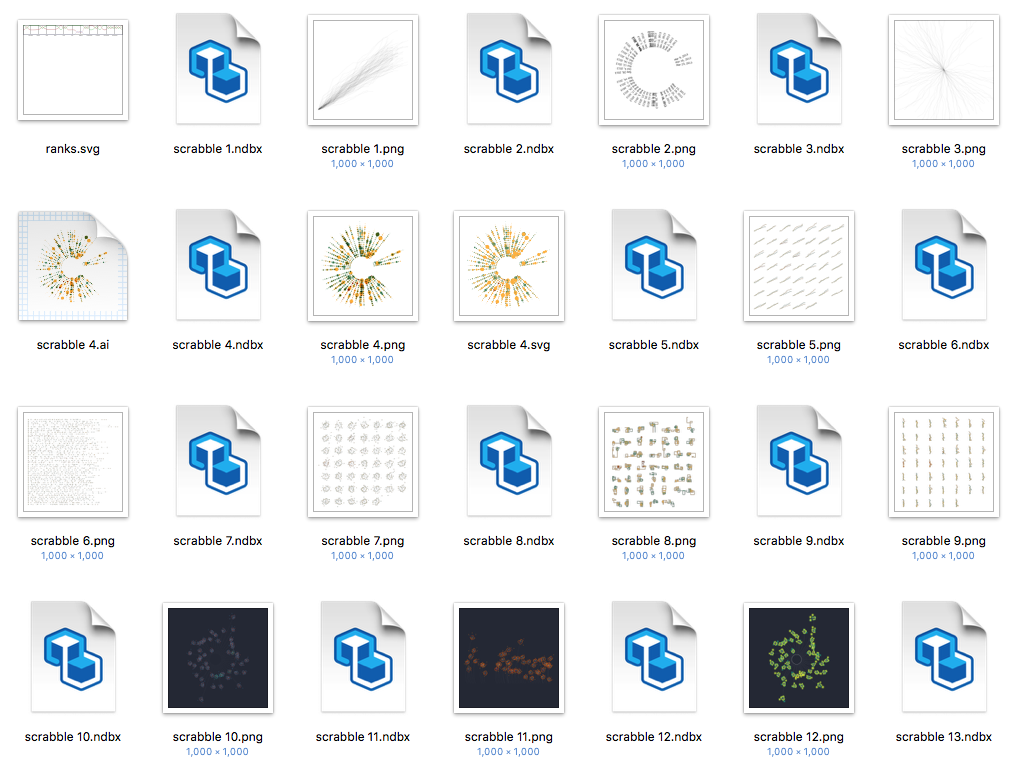 ranks.svg
scrabble 1.ndbx
scrabble 1.png
1,000 × 1,000
scrabble 2.ndbx
scrabble 2.png
1,000 × 1,000
scrabble 3.ndbx
scrabble 3.png
1,000 × 1,000
scrabble 4.ai
scrabble 4.ndbx
scrabble 4.png
1,000 × 1,000
scrabble 4.svg
scrabble 5.ndbx
scrabble 5.png
1,000 × 1,000
scrabble 6.ndbx
scrabble 6.png
1,000 × 1,000
scrabble 7.ndbx
scrabble 7.png
1,000 × 1,000
scrabble 8.ndbx
scrabble 8.png
1,000 × 1,000
scrabble 9.ndbx
scrabble 9.png
1,000 × 1,000
scrabble 10.ndbx
scrabble 10.png
1,000 × 1,000
scrabble 11.ndbx
scrabble 11.png
1,000 × 1,000
scrabble 12.ndbx
scrabble 12.png
1,000 × 1,000
scrabble 13.ndbx